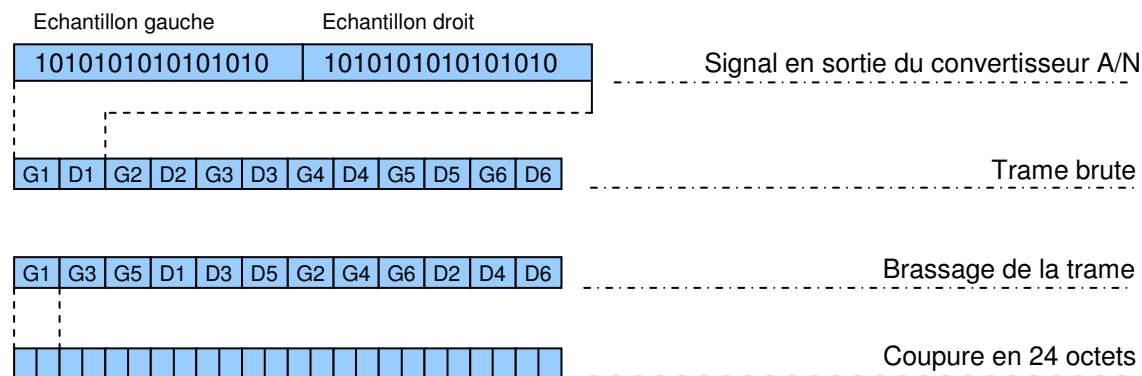 Echantillon gauche Echantillon droit
1010101010101010 1010101010101010 Signal en sortie du convertisseur A/N
G1 D1 G2 D2 G3 D3 G4 D4 G5 D5 G6 D6 Trame brute
G1 G3 G5 D1 D3 D5 G2 G4 G6 D2 D4 D6 Brassage de la trame
Coupure en 24 octets